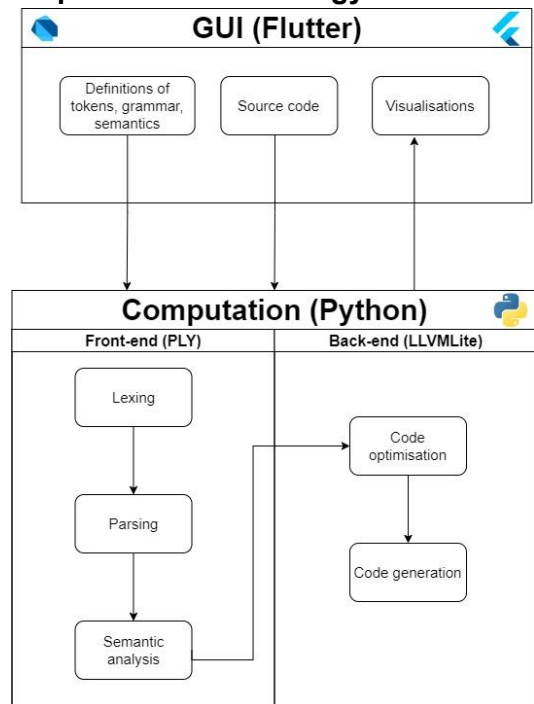 GUI (Flutter)
Definitions of
tokens, grammar,
semantics
Source code
Visualisations
Computation (Python)
Front-end (PLY)
Back-end (LLVMLite)
Lexing
Parsing
Semantic
analysis
Code
optimisation
Code generation